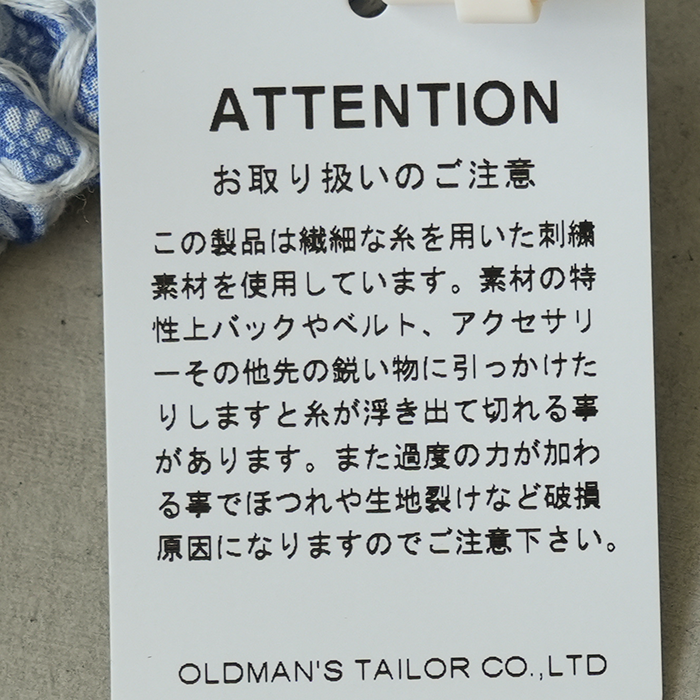 ATTENTION
お取り扱いのご注意
この製品は繊細な糸を用いた刺繍
素材を使用しています。素材の特
性上バックやベルト、アクセサリ
ーその他先の鋭い物に引っかけた
りしますと糸が浮き出て切れる事
があります。また過度の力が加わ
る事でほつれや生地裂けなど破損
原因になりますのでご注意下さい。
OLDMAN'S TAILOR CO.,LTD